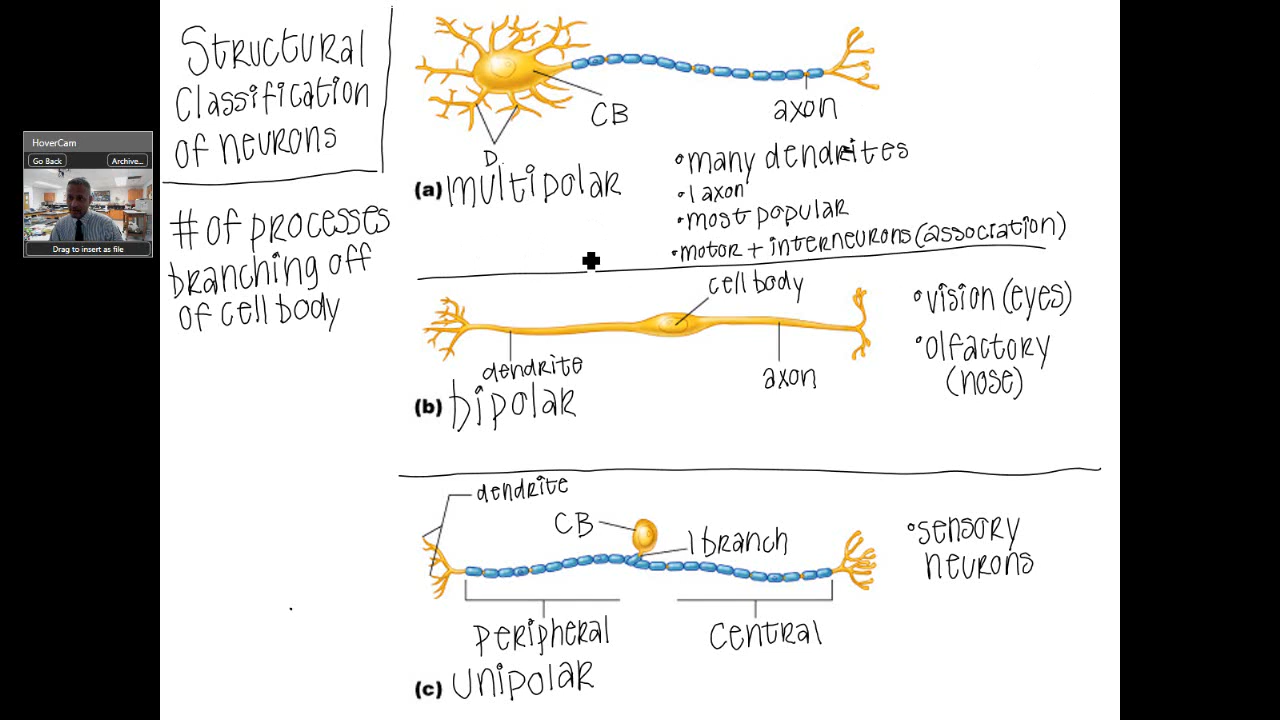 Structural
Classification
of neurons
HoverCam
Go Back
Archive...
Drag to insert as file
# of processes
branching off
of cell body
CB
axon
D
(a) multipolar
•many dendrites
•1 axon
•most popular
•motor + interneurons (association)
cell body
dendrite
axon
(b) bipolar
•vision (eyes)
•olfactory
(nose)
dendrite
CB
1 branch
•sensory
neurons
Peripheral
Central
(c) unipolar